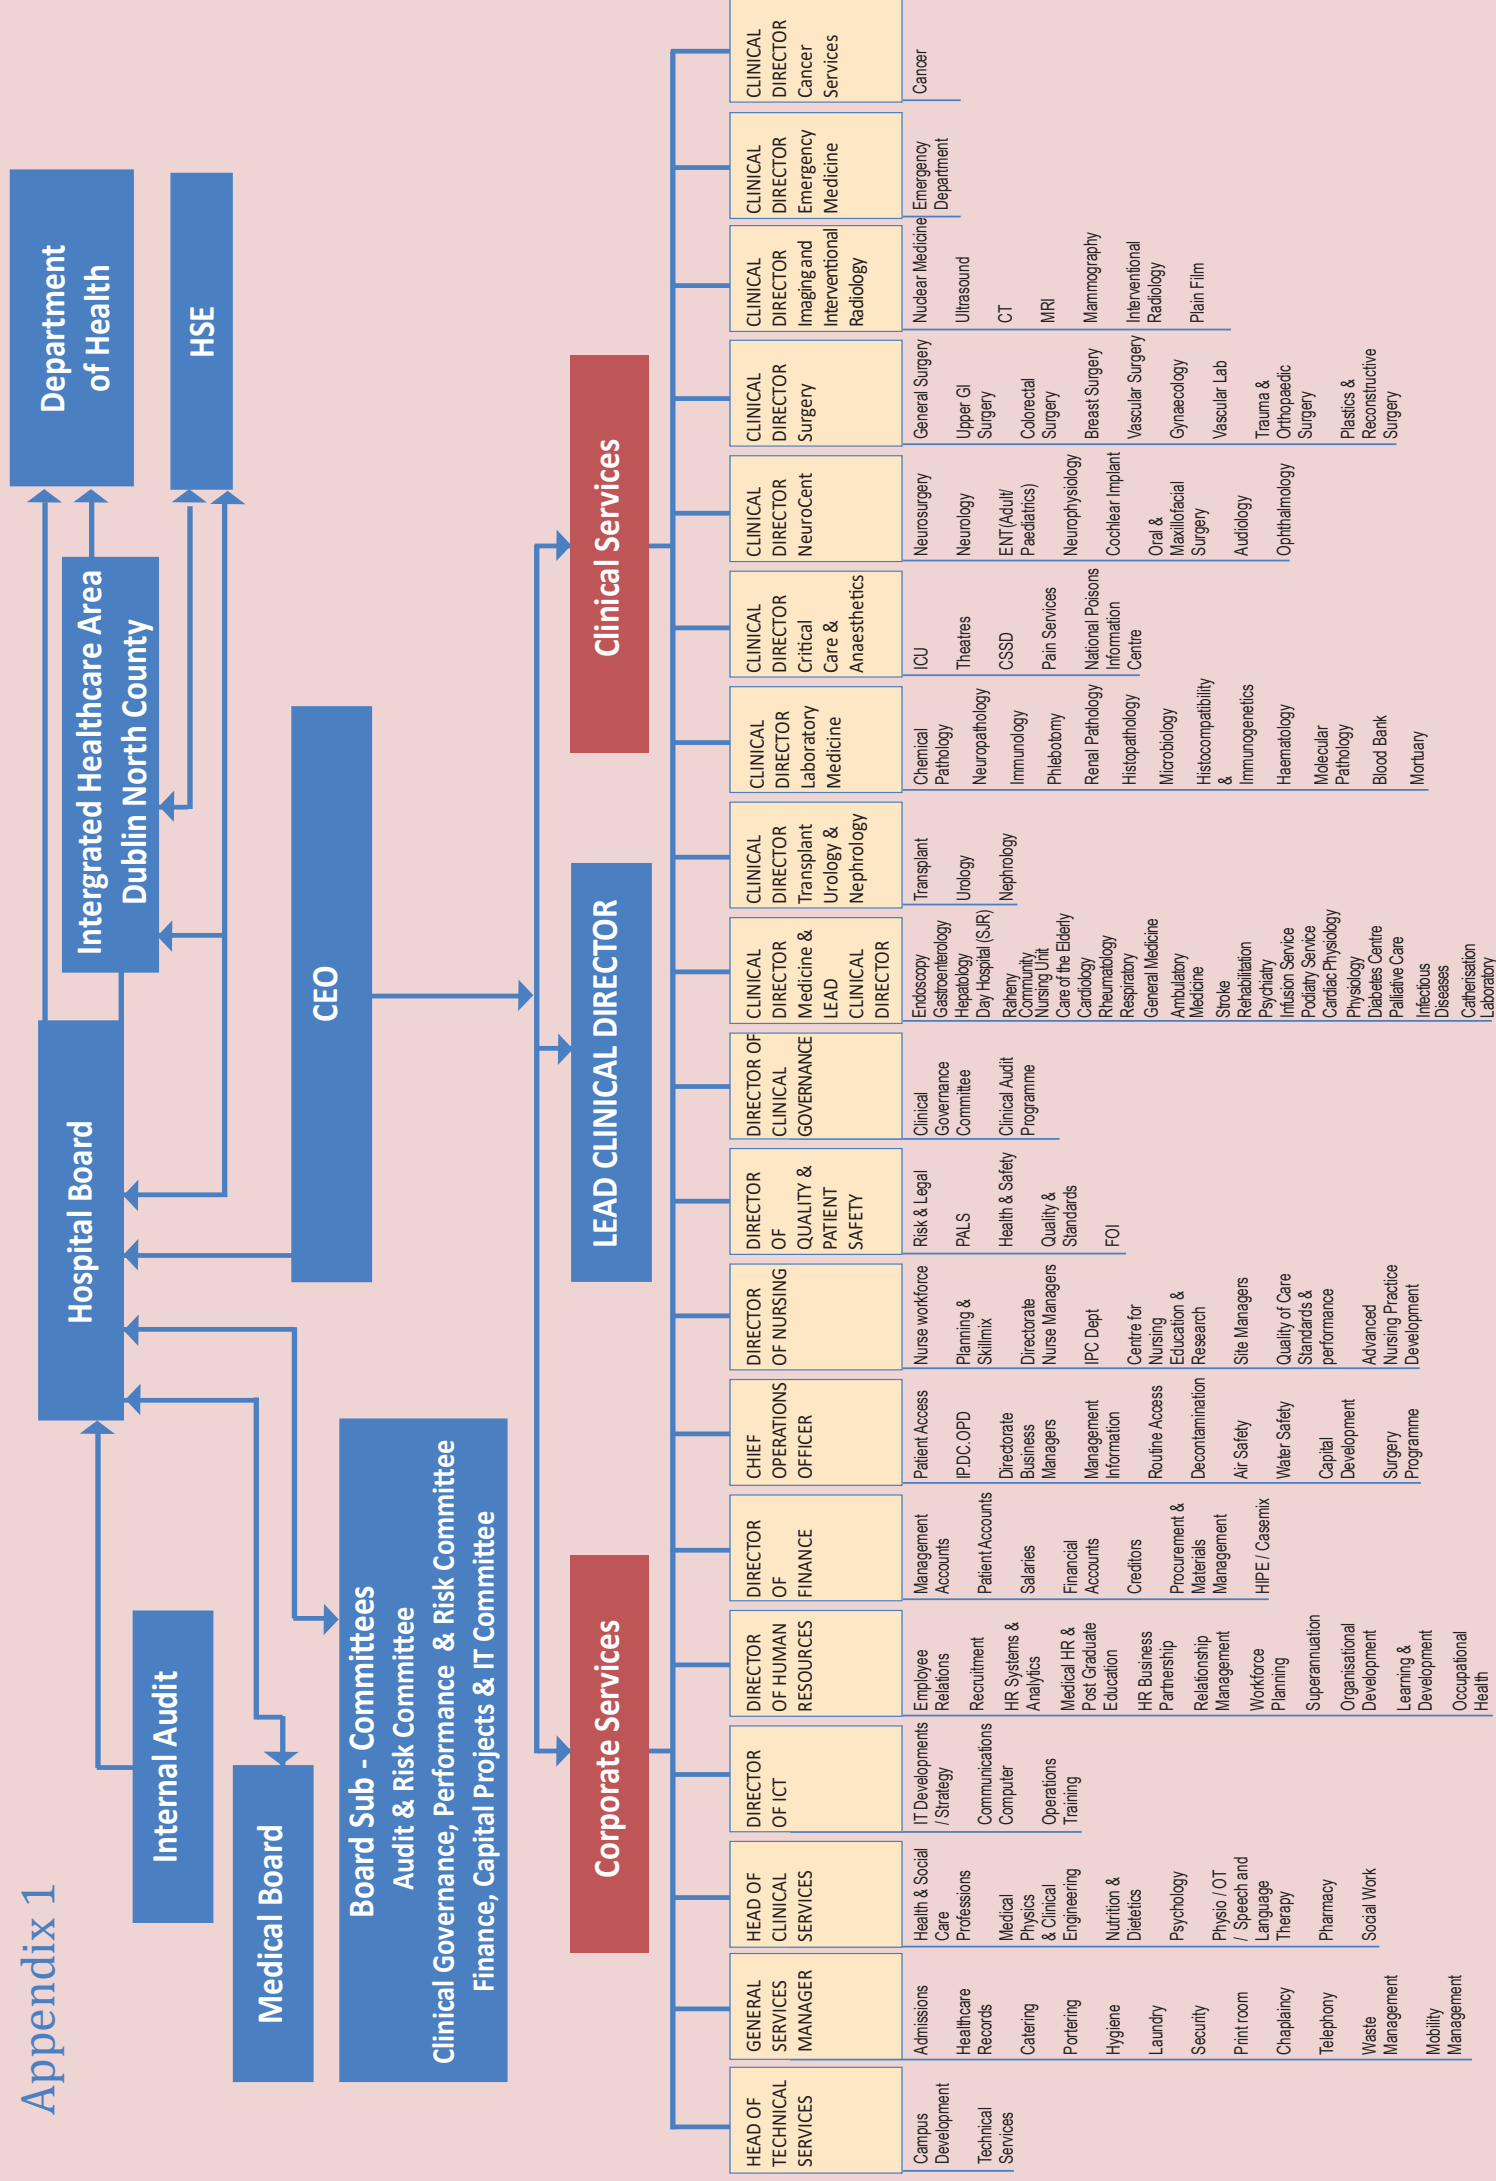 Appendix 1
Department
of Health
HSE
Intergrated Healthcare Area
Dublin North County
Hospital Board
Internal Audit
Medical Board
Board Sub - Committees
Audit & Risk Committee
Clinical Governance, Performance & Risk Committee
Finance, Capital Projects & IT Committee
CEO
LEAD CLINICAL DIRECTOR
Corporate Services
Clinical Services
HEAD OF
TECHNICAL
SERVICES
Campus
Development
Technical
Services
GENERAL
SERVICES
MANAGER
Admissions
Healthcare
Records
Catering
Portering
Hygiene
Laundry
Security
Print room
Chaplaincy
Telephony
Waste
Management
Mobility
Management
HEAD OF
CLINICAL
SERVICES
Health & Social
Care
Professions
Medical
Physics
& Clinical
Engineering
Nutrition &
Dietetics
Psychology
Physio / OT
/ Speech and
Language
Therapy
Pharmacy
Social Work
DIRECTOR
OF ICT
IT Developments
/ Strategy
Communications
Computer
Operations
Training
DIRECTOR
OF HUMAN
RESOURCES
Employee
Relations
Recruitment
HR Systems &
Analytics
Medical HR &
Post Graduate
Education
HR Business
Partnership
Relationship
Management
Workforce
Planning
Superannuation
Organisational
Development
Learning &
Development
Occupational
Health
DIRECTOR
OF
FINANCE
Management
Accounts
Patient Accounts
Salaries
Financial
Accounts
Creditors
Procurement &
Materials
Management
HIPE / Casemix
CHIEF
OPERATIONS
OFFICER
Patient Access
IP.DC.OPD
Directorate
Business
Managers
Management
Information
Routine Access
Decontamination
Air Safety
Water Safety
Capital
Development
Surgery
Programme
DIRECTOR
OF NURSING
Nurse workforce
Planning &
Skillmix
Directorate
Nurse Managers
IPC Dept
Centre for
Nursing
Education &
Research
Site Managers
Quality of Care
Standards &
performance
Advanced
Nursing Practice
Development
DIRECTOR
OF
QUALITY &
PATIENT
SAFETY
Risk & Legal
PALS
Health & Safety
Quality &
Standards
FOI
DIRECTOR OF
CLINICAL
GOVERNANCE
Clinical
Governance
Committee
Clinical Audit
Programme
CLINICAL
DIRECTOR
Medicine &
LEAD
CLINICAL
DIRECTOR
Endoscopy
Gastroenterology
Hepatology
Day Hospital (SJR)
Raheny
Community
Nursing Unit
Care of the Elderly
Cardiology
Rheumatology
Respiratory
General Medicine
Ambulatory
Medicine
Stroke
Rehabilitation
Psychiatry
Infusion Service
Podiatry Service
Cardiac Physiology
Physiology
Diabetes Centre
Palliative Care
Infectious
Diseases
Catherisation
Laboratory
CLINICAL
DIRECTOR
Transplant
Urology &
Nephrology
Transplant
Urology
Nephrology
CLINICAL
DIRECTOR
Laboratory
Medicine
Chemical
Pathology
Neuropathology
Immunology
Phlebotomy
Renal Pathology
Histopathology
Microbiology
Histocompatibility
&
Immunogenetics
Haematology
Molecular
Pathology
Blood Bank
Mortuary
CLINICAL
DIRECTOR
Critical
Care &
Anaesthetics
ICU
Theatres
CSSD
Pain Services
National Poisons
Information
Centre
CLINICAL
DIRECTOR
NeuroCent
Neurosurgery
Neurology
ENT(Adult/
Paediatrics)
Neurophysiology
Cochlear Implant
Oral &
Maxillofacial
Surgery
Audiology
Ophthalmology
CLINICAL
DIRECTOR
Surgery
General Surgery
Upper GI
Surgery
Colorectal
Surgery
Breast Surgery
Vascular Surgery
Gynaecology
Vascular Lab
Trauma &
Orthopaedic
Surgery
Plastics &
Reconstructive
Surgery
CLINICAL
DIRECTOR
Imaging and
Interventional
Radiology
Nuclear Medicine
Ultrasound
CT
MRI
Mammography
Interventional
Radiology
Plain Film
CLINICAL
DIRECTOR
Emergency
Medicine
Emergency
Department
CLINICAL
DIRECTOR
Cancer
Services
Cancer